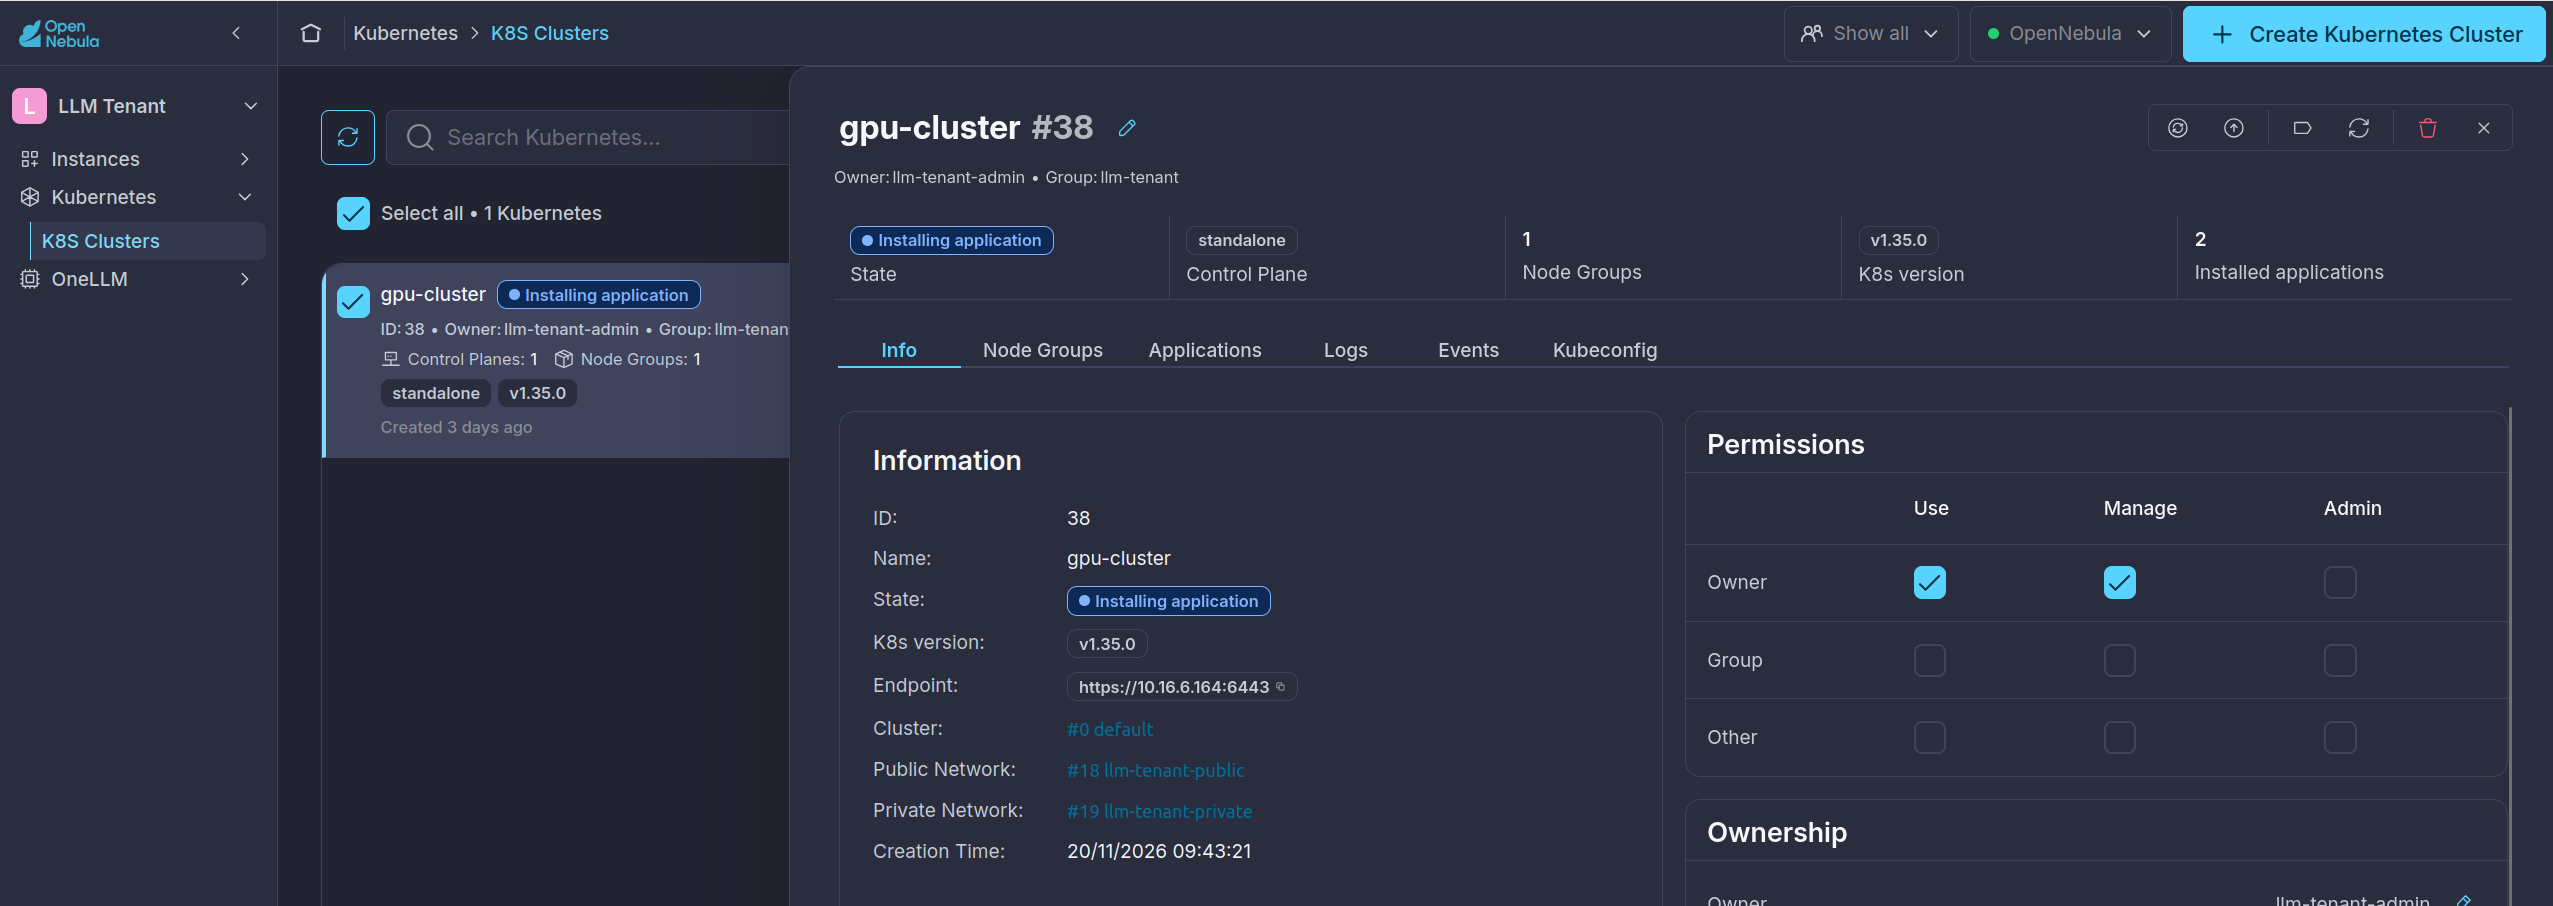 Open
Nebula
Kubernetes > K8S Clusters
Show all
OpenNebula
+ Create Kubernetes Cluster
L LLM Tenant
Instances
Kubernetes
K8S Clusters
OneLLM
Search Kubernetes...
Select all • 1 Kubernetes
gpu-cluster Installing application
ID: 38 • Owner: llm-tenant-admin • Group: llm-tenan
Control Planes: 1 Node Groups: 1
standalone v1.35.0
Created 3 days ago
gpu-cluster #38
Owner: llm-tenant-admin • Group: llm-tenant
Installing application
State
standalone
Control Plane
1
Node Groups
v1.35.0
K8s version
2
Installed applications
Info Node Groups Applications Logs Events Kubeconfig
Information
ID: 38
Name: gpu-cluster
State: Installing application
K8s version: v1.35.0
Endpoint: https://10.16.6.164:6443
Cluster: #0 default
Public Network: #18 llm-tenant-public
Private Network: #19 llm-tenant-private
Creation Time: 20/11/2026 09:43:21
Permissions
Use Manage Admin
Owner
Group
Other
Ownership
Owner llm-tenant-admin